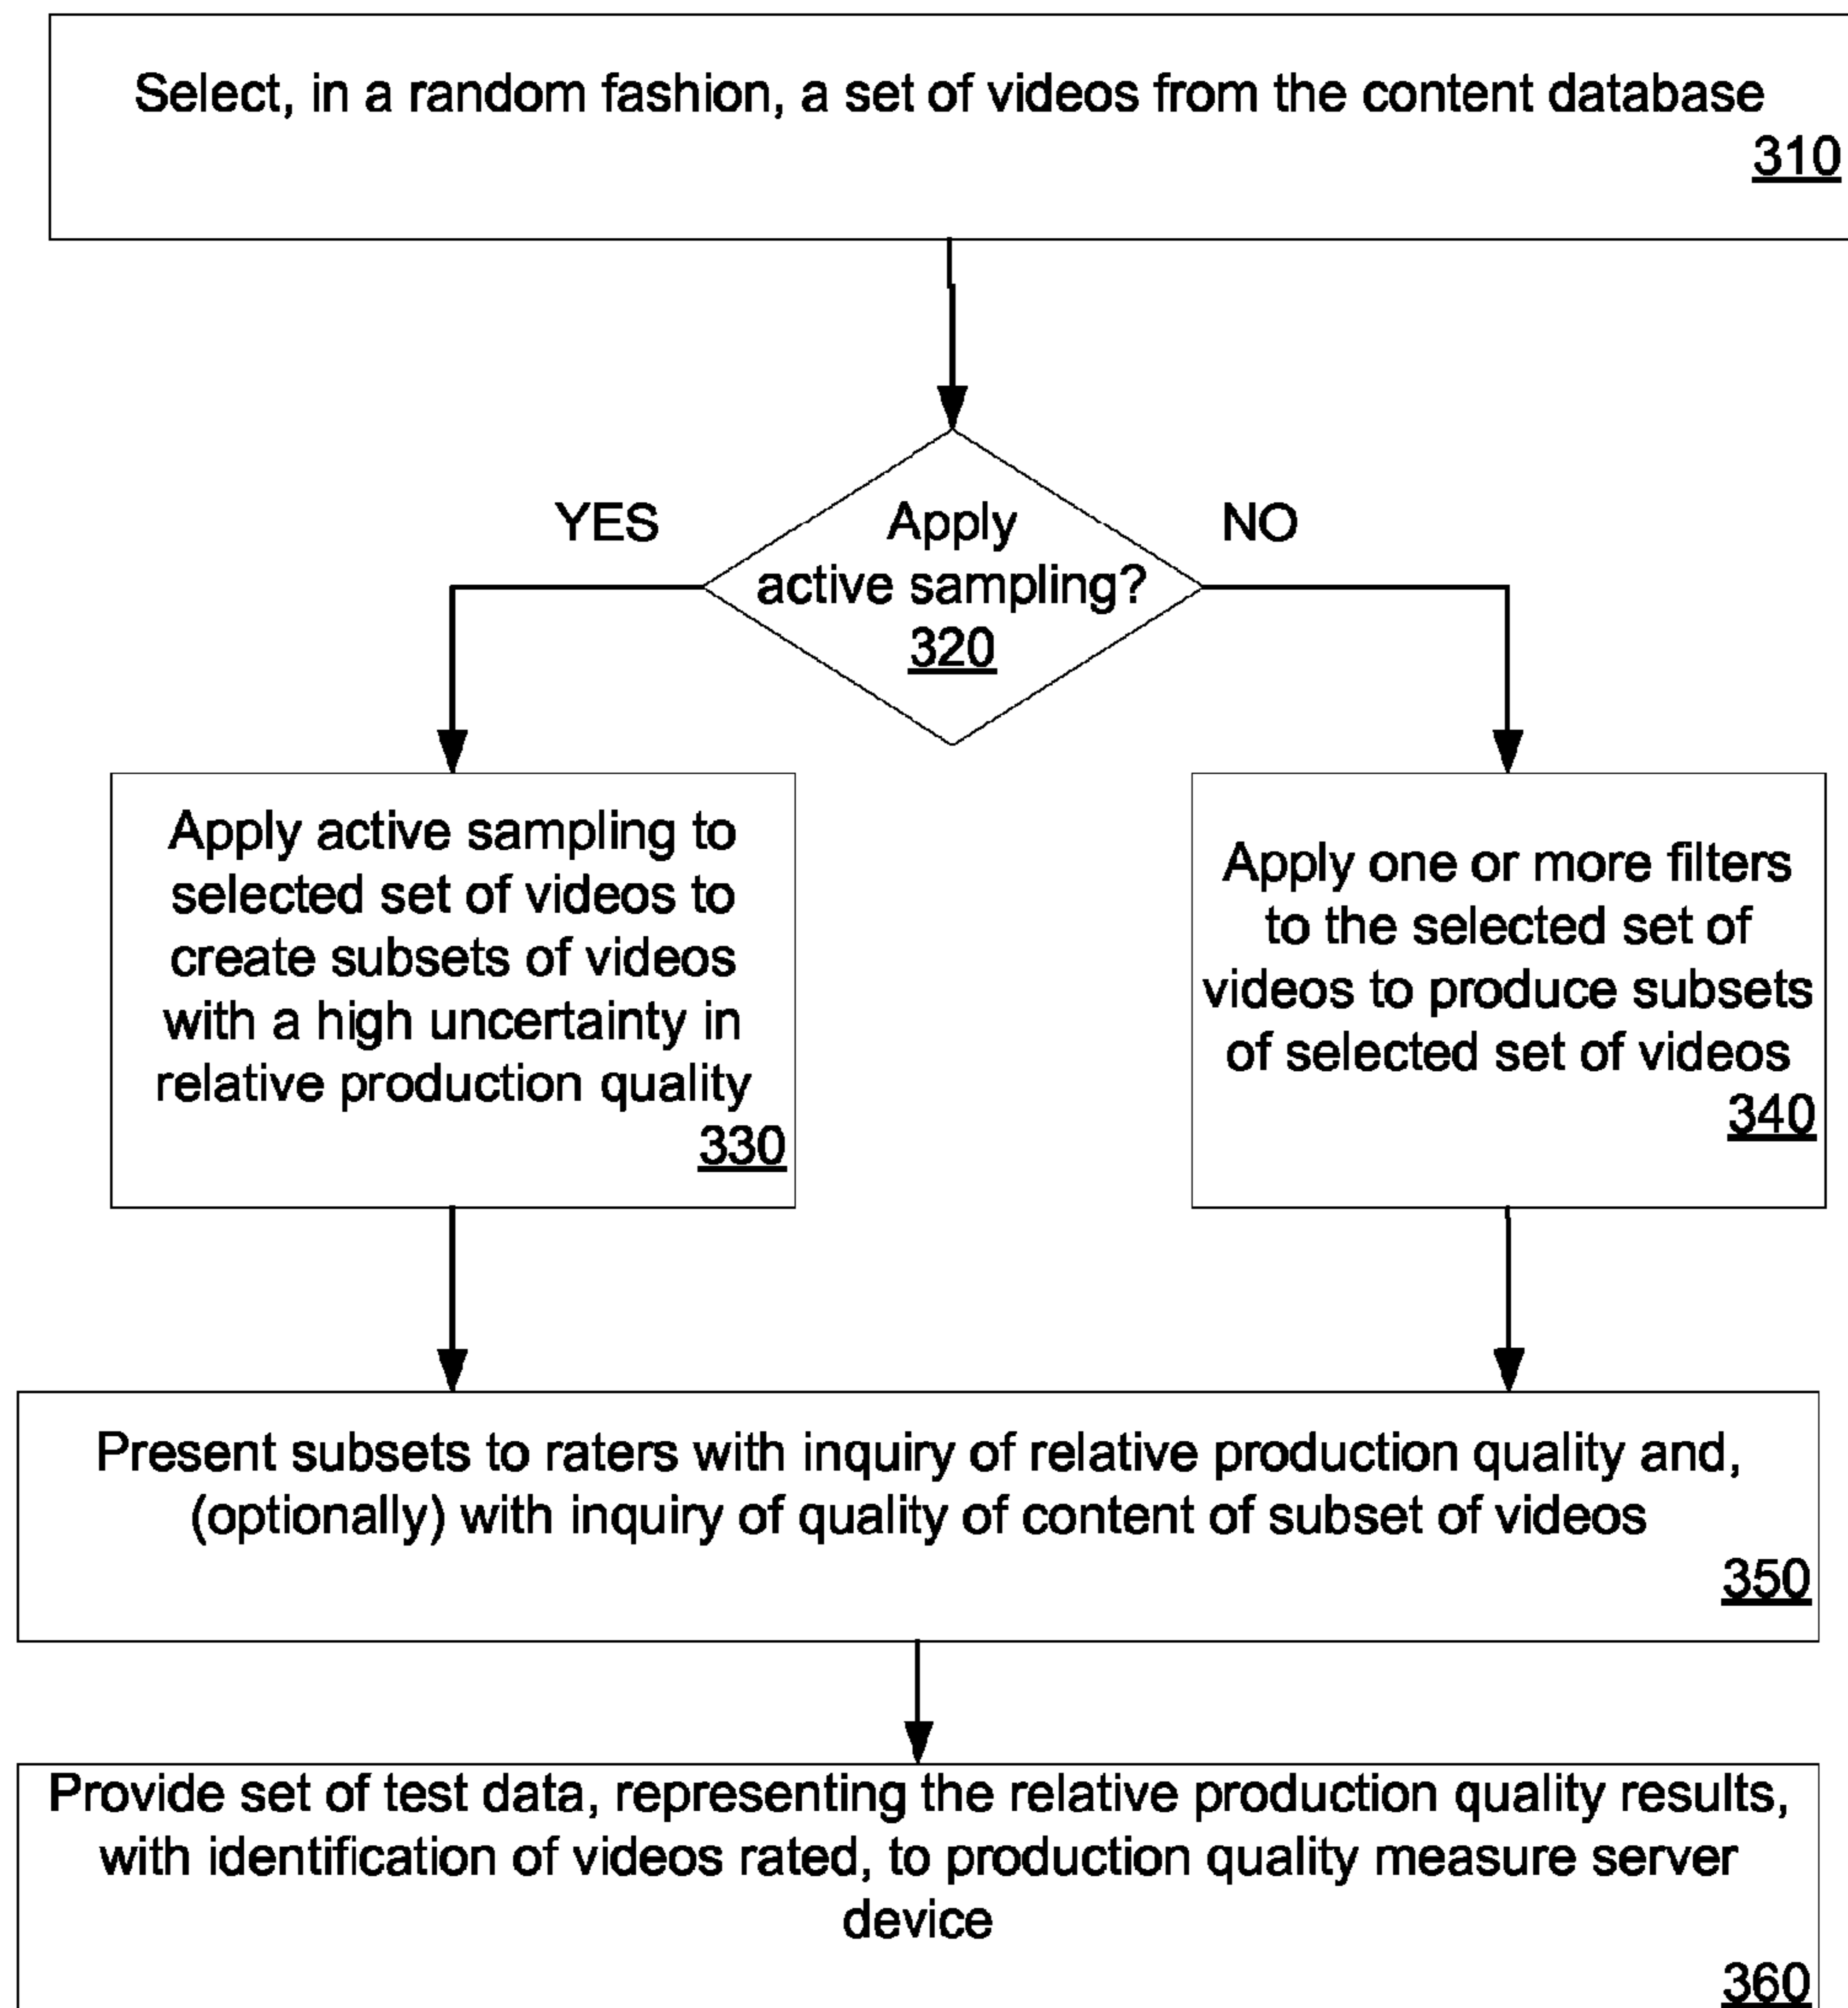 Select, in a random fashion, a set of videos from the content database
310
YES
NO
Apply
active sampling?
320
Apply active sampling to
selected set of videos to
create subsets of videos
with a high uncertainty in
relative production quality
330
Apply one or more filters
to the selected set of
videos to produce subsets
of selected set of videos
340
Present subsets to raters with inquiry of relative production quality and,
(optionally) with inquiry of quality of content of subset of videos
350
Provide set of test data, representing the relative production quality results,
with identification of videos rated, to production quality measure server
device
360